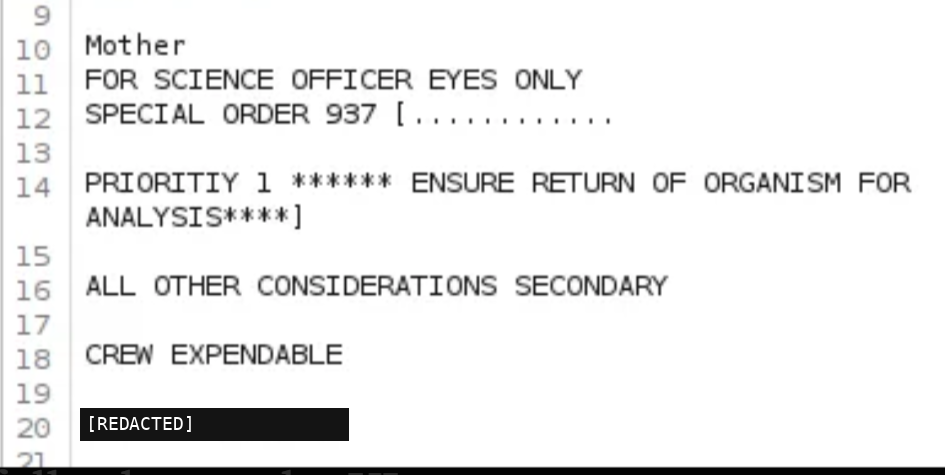 9
10 Mother
11 FOR SCIENCE OFFICER EYES ONLY
12 SPECIAL ORDER 937 [............
13
14 PRIORITIY 1 ****** ENSURE RETURN OF ORGANISM FOR
ANALYSIS****]
15
16 ALL OTHER CONSIDERATIONS SECONDARY
17
18 CREW EXPENDABLE
19
20 [REDACTED]
21